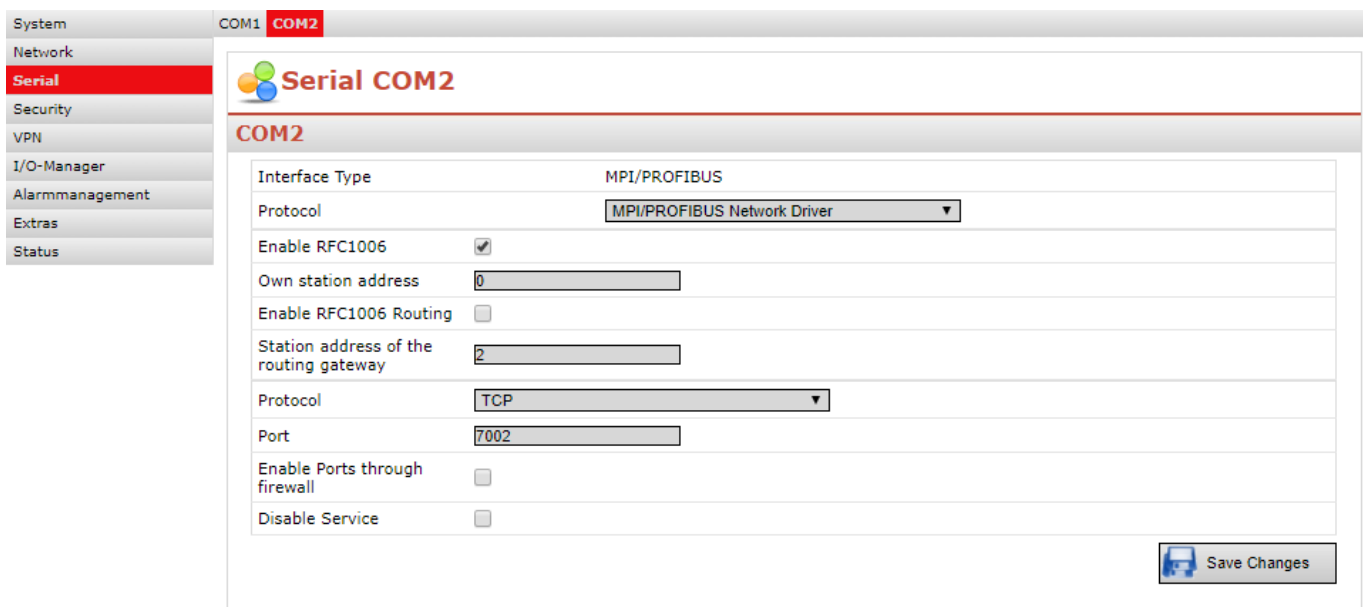 System
COM1 COM2
Network
Serial
Serial COM2
Security
VPN
COM2
I/O-Manager
Interface Type MPI/PROFIBUS
Alarmmanagement
Protocol MPI/PROFIBUS Network Driver
Extras
Enable RFC1006
Status
Own station address 0
Enable RFC1006 Routing
Station address of the
routing gateway 2
Protocol TCP
Port 7002
Enable Ports through
firewall
Disable Service
Save Changes